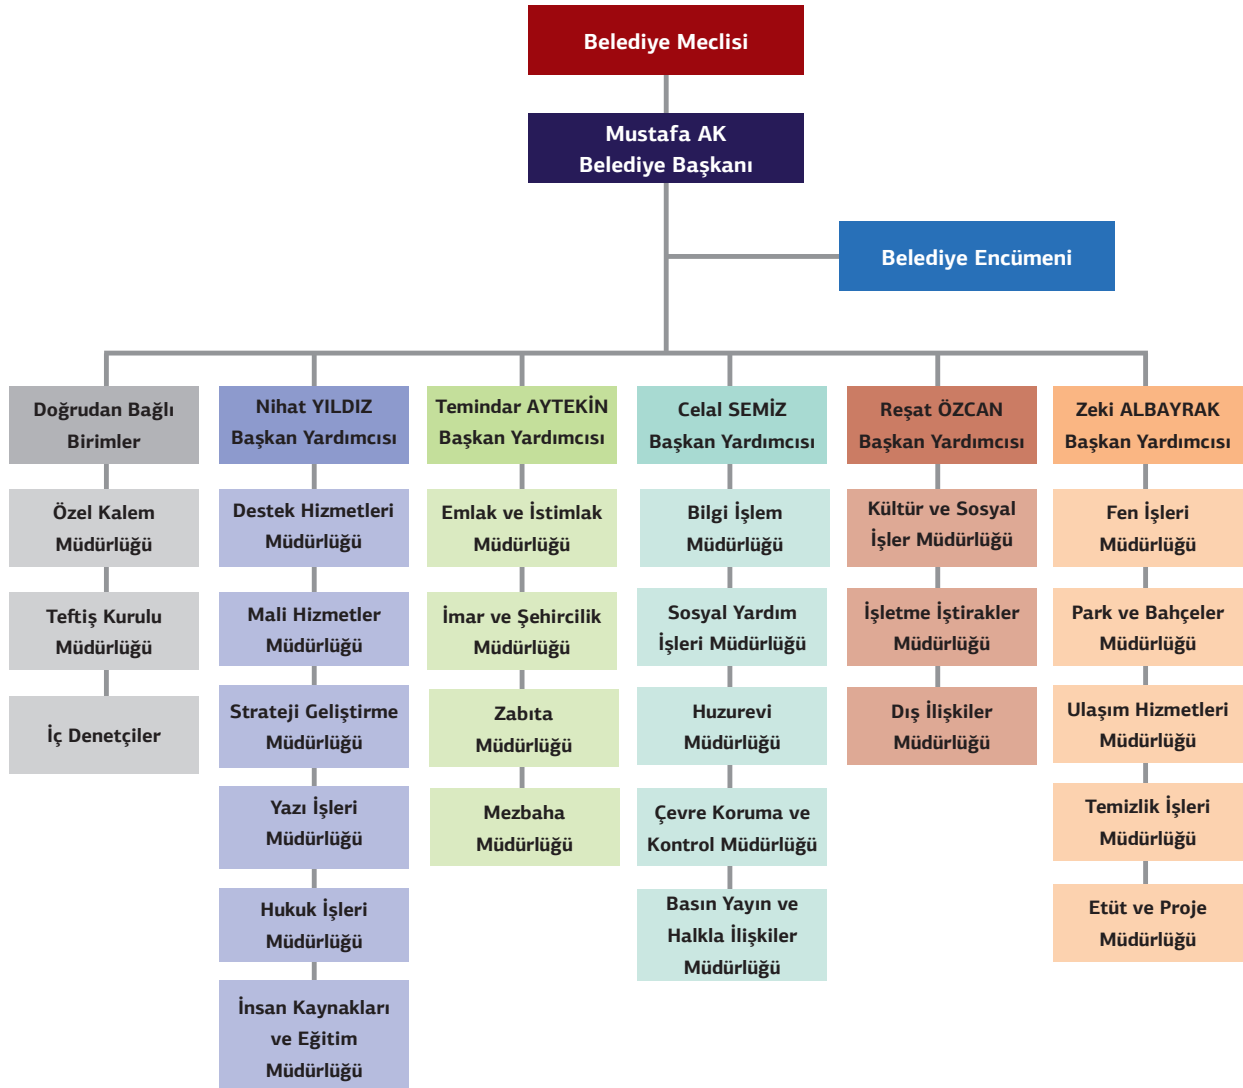 Belediye Meclisi
Mustafa AK
Belediye Başkanı
Belediye Encümeni
Doğrudan Bağlı
Birimler
Özel Kalem
Müdürlüğü
Teftiş Kurulu
Müdürlüğü
İç Denetçiler
Nihat YILDIZ
Başkan Yardımcısı
Destek Hizmetleri
Müdürlüğü
Mali Hizmetler
Müdürlüğü
Strateji Geliştirme
Müdürlüğü
Yazı İşleri
Müdürlüğü
Hukuk İşleri
Müdürlüğü
İnsan Kaynakları
ve Eğitim
Müdürlüğü
Temindar AYTEKİN
Başkan Yardımcısı
Emlak ve İstimlak
Müdürlüğü
İmar ve Şehircilik
Müdürlüğü
Zabıta
Müdürlüğü
Mezbaha
Müdürlüğü
Celal SEMİZ
Başkan Yardımcısı
Bilgi İşlem
Müdürlüğü
Sosyal Yardım
İşleri Müdürlüğü
Huzurevi
Müdürlüğü
Çevre Koruma ve
Kontrol Müdürlüğü
Basın Yayın ve
Halkla İlişkiler
Müdürlüğü
Reşat ÖZCAN
Başkan Yardımcısı
Kültür ve Sosyal
İşler Müdürlüğü
İşletme İştirakler
Müdürlüğü
Dış İlişkiler
Müdürlüğü
Zeki ALBAYRAK
Başkan Yardımcısı
Fen İşleri
Müdürlüğü
Park ve Bahçeler
Müdürlüğü
Ulaşım Hizmetleri
Müdürlüğü
Temizlik İşleri
Müdürlüğü
Etüt ve Proje
Müdürlüğü